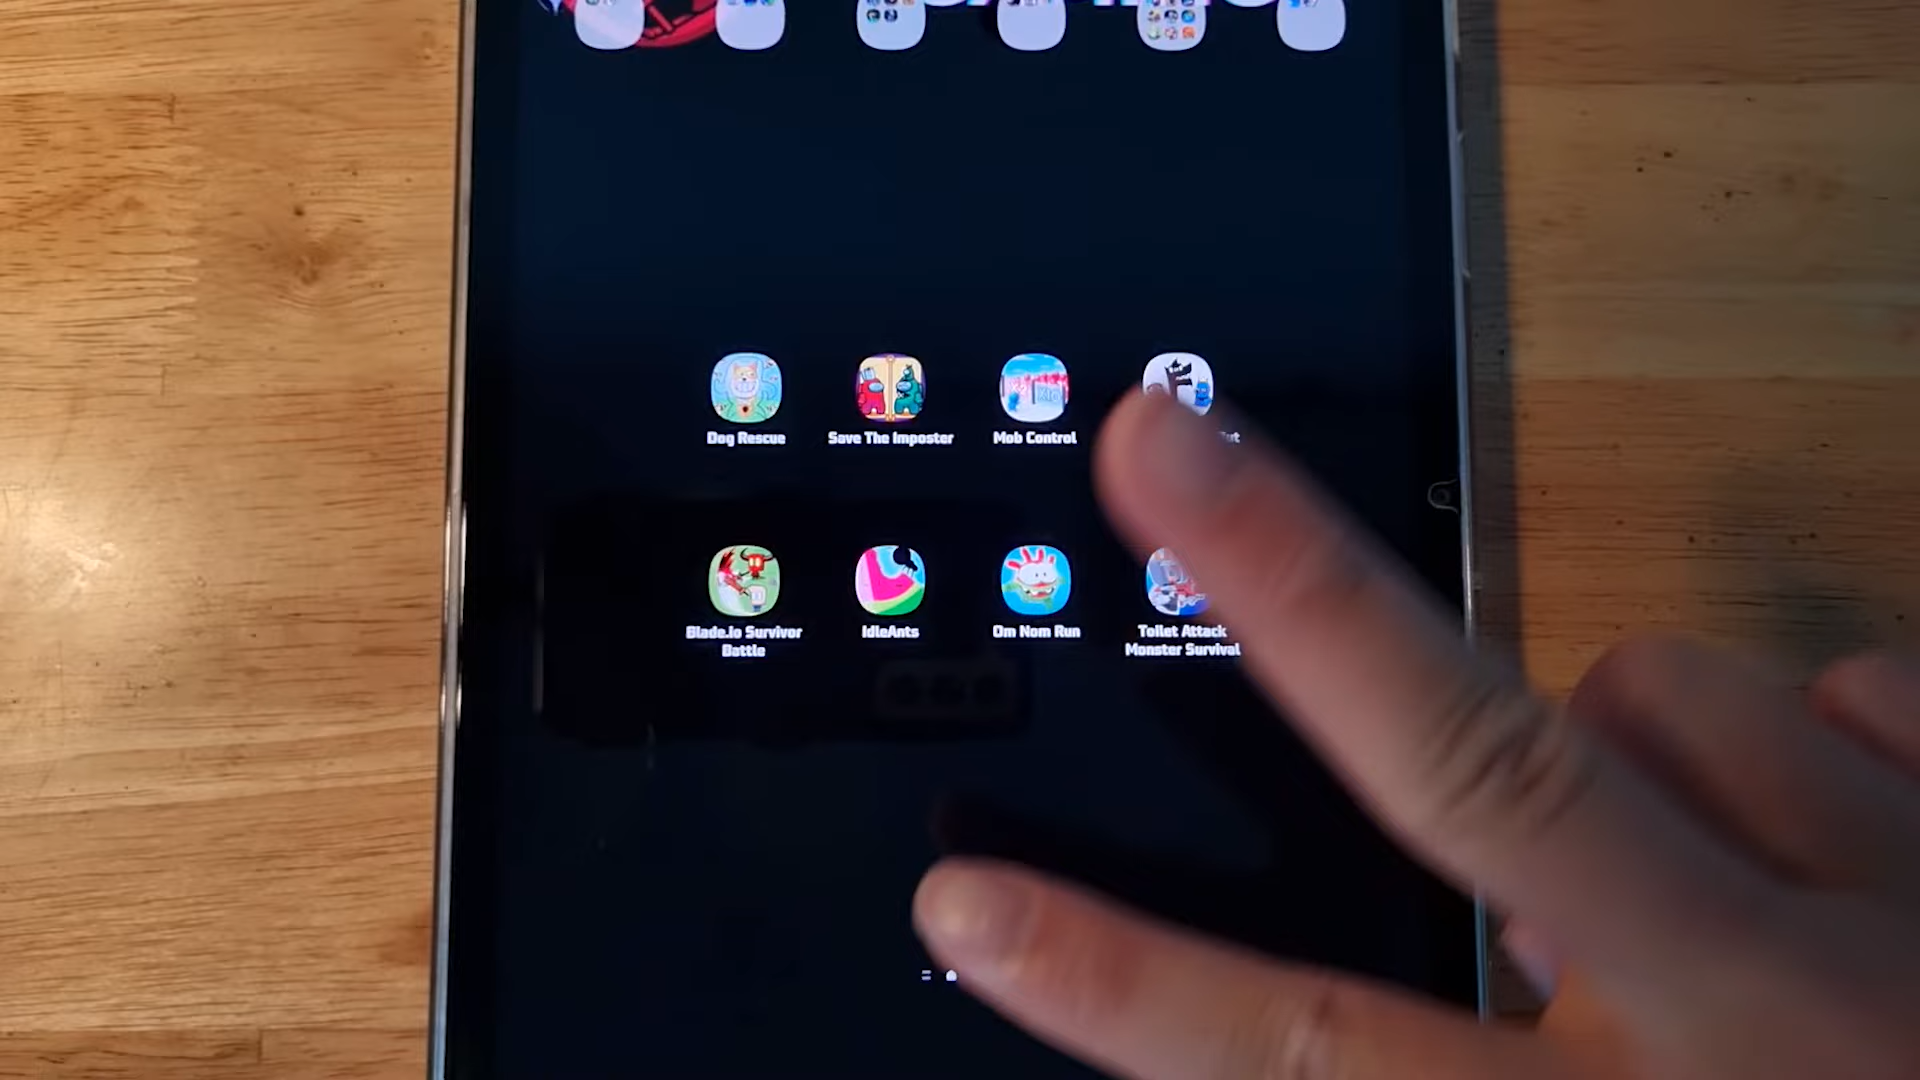 Dog Rescue
Save The Imposter
Mob Control
Blade.io Survivor
Battle
IdleAnts
Om Nom Run
Toilet Attack
Monster Survival